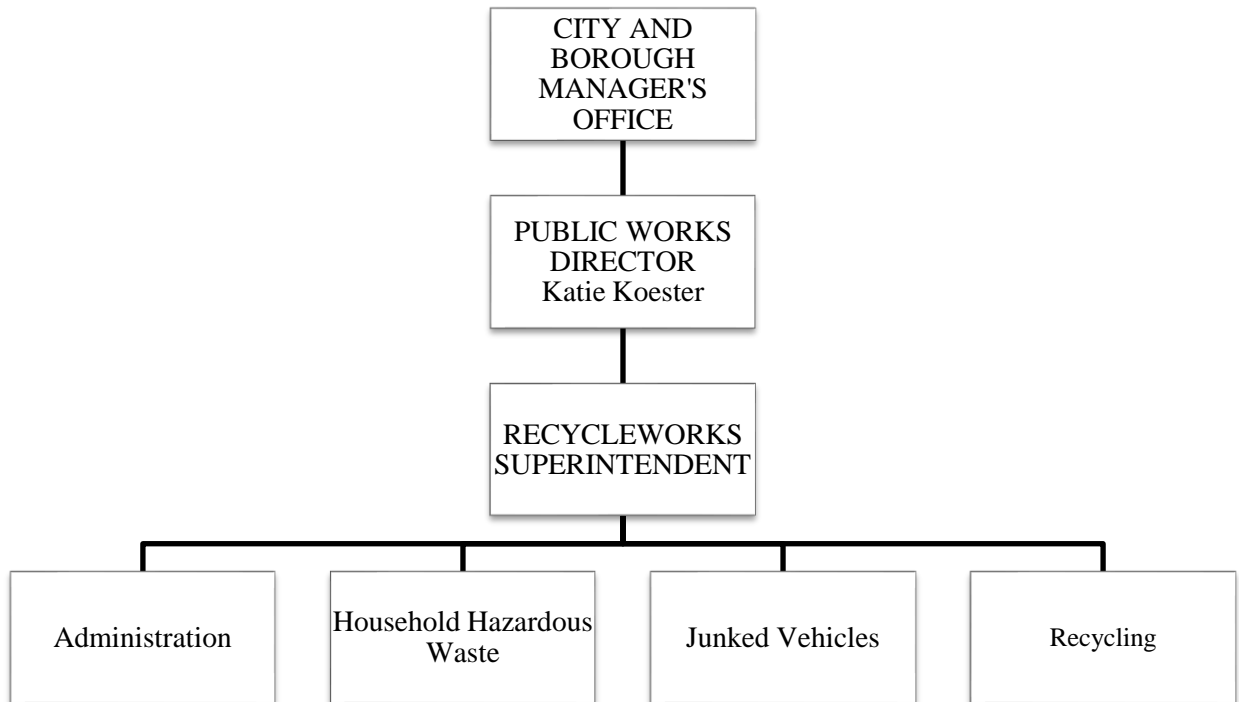 CITY AND
BOROUGH
MANAGER'S
OFFICE
PUBLIC WORKS
DIRECTOR
Katie Koester
RECYCLEWORKS
SUPERINTENDENT
Administration
Household Hazardous
Waste
Junked Vehicles
Recycling